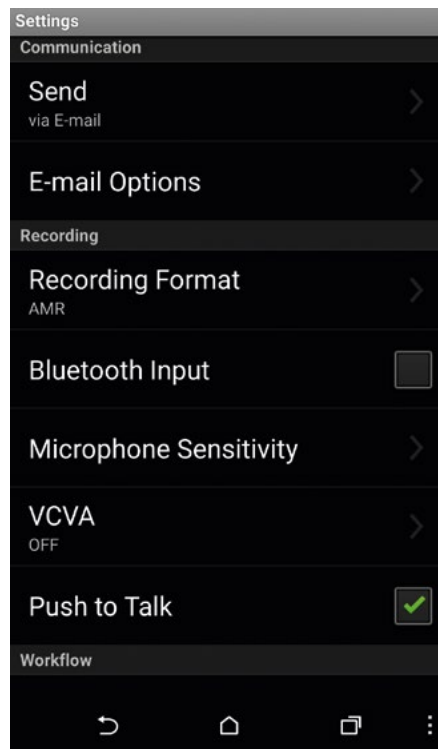 Settings
Communication
Send
via E-mail
E-mail Options
Recording
Recording Format
AMR
Bluetooth Input
Microphone Sensitivity
VCVA
OFF
Push to Talk
Workflow